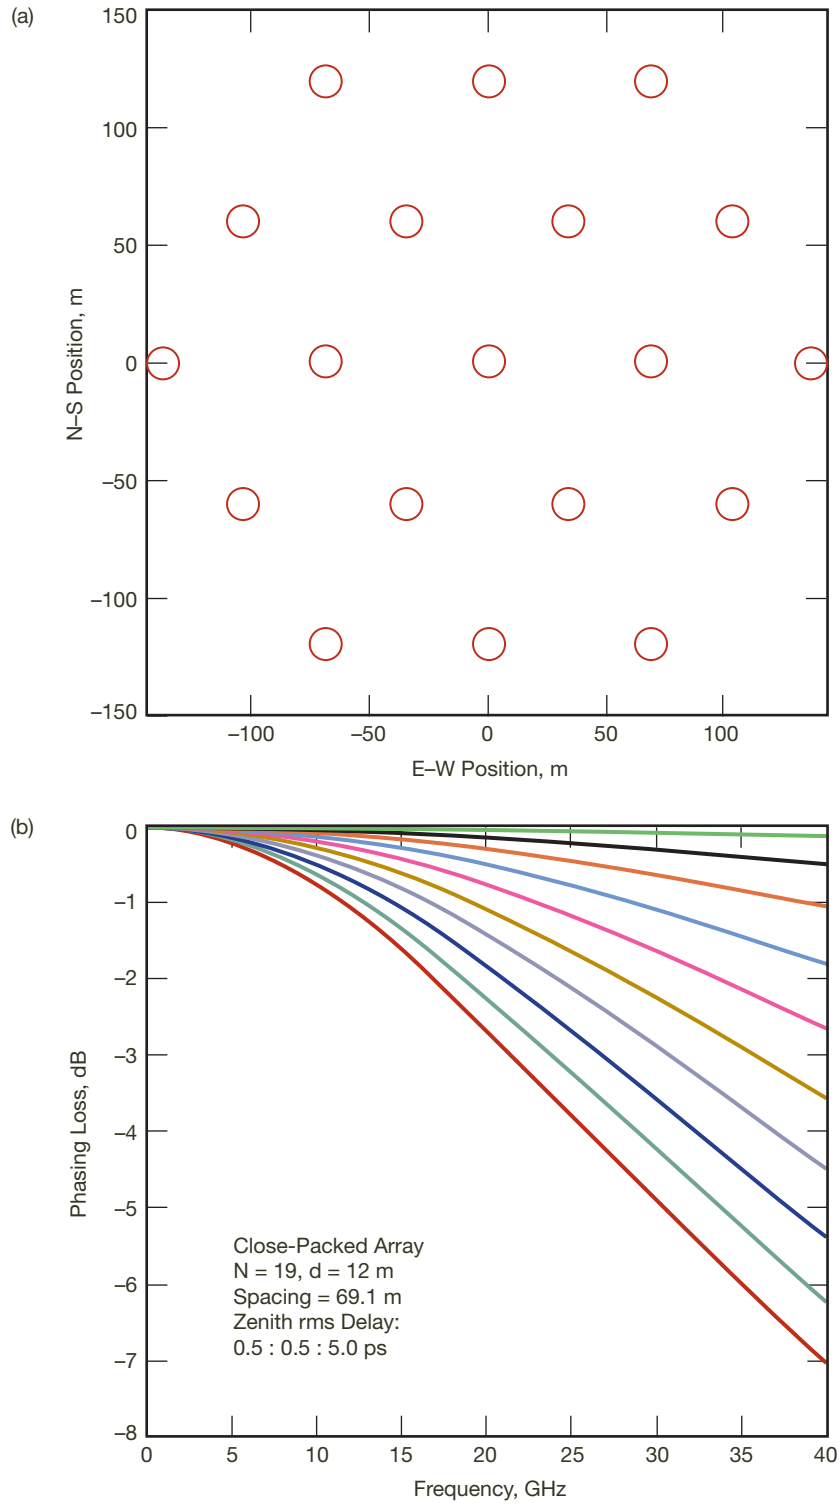 (a)
150
100
50
0
–50
–100
–150
N–S Position, m
–100
–50
0
50
100
E–W Position, m
(b)
0
–1
–2
–3
–4
–5
–6
–7
–8
Phasing Loss, dB
Close-Packed Array
N = 19, d = 12 m
Spacing = 69.1 m
Zenith rms Delay:
0.5 : 0.5 : 5.0 ps
0
5
10
15
20
25
30
35
40
Frequency, GHz